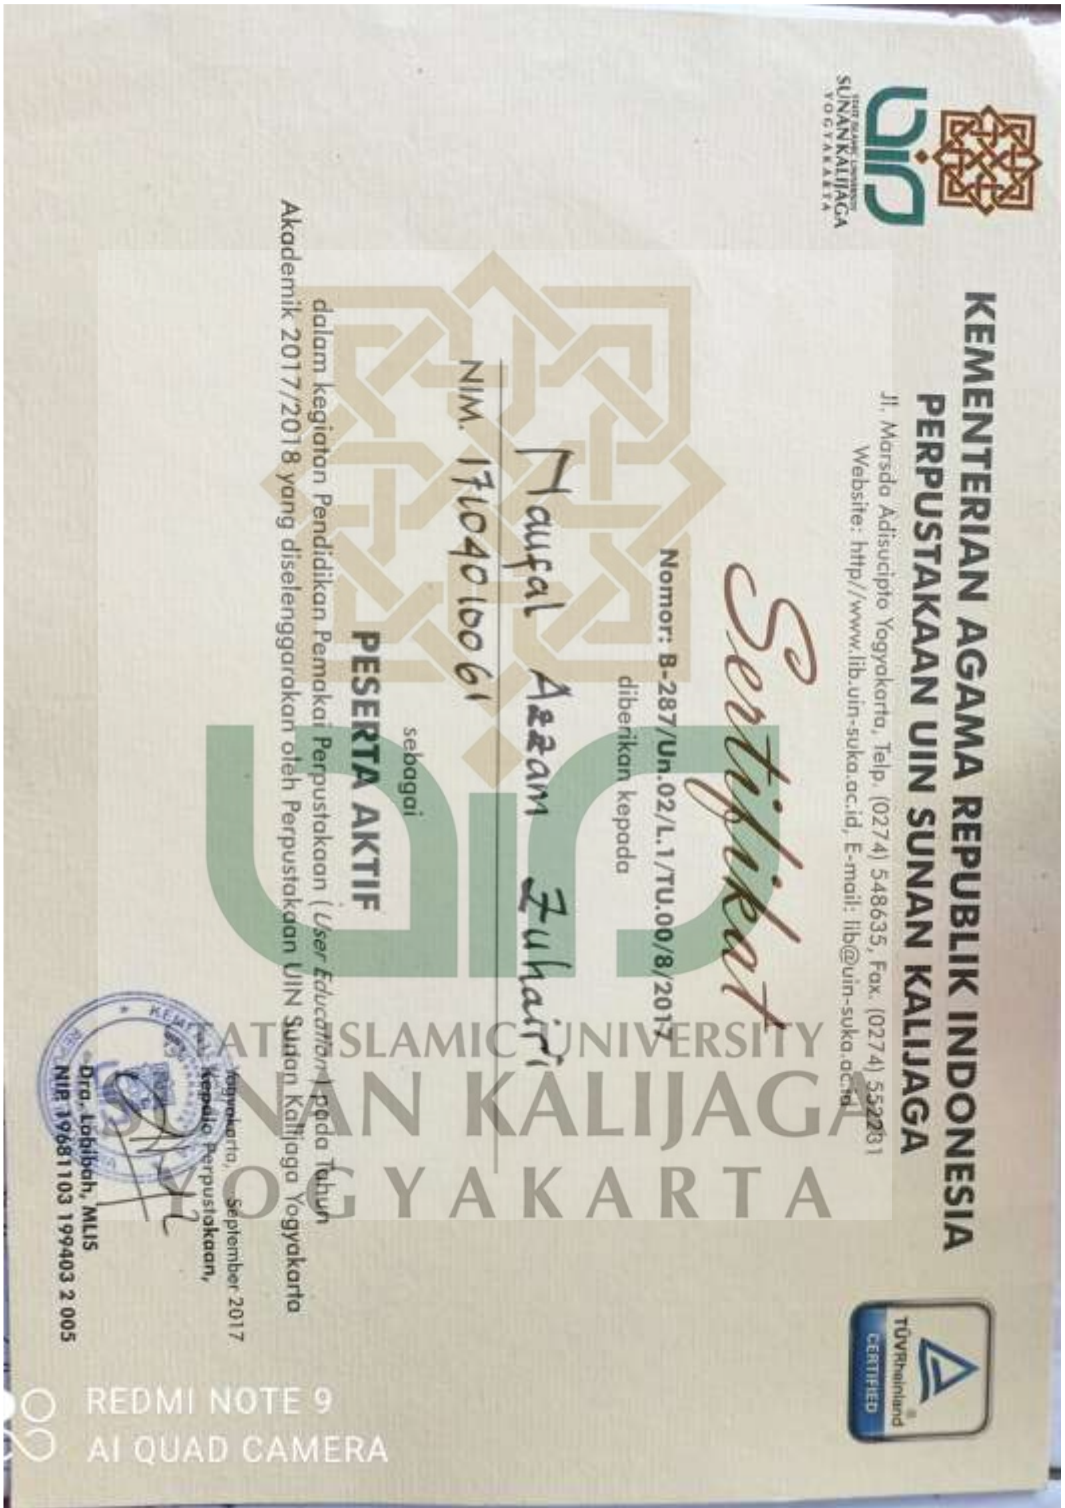 KEMENTERIAN AGAMA REPUBLIK INDONESIA
PERPUSTAKAAN UIN SUNAN KALIJAGA
Jl. Marsda Adisucipto Yogyakarta, Telp. (0274) 548635, Fax. (0274) 552231
Website: http//www.lib.uin-suka.ac.id, E-mail: lib@uin-suka.ac.id
uin
STATE ISLAMIC UNIVERSITY
SUNAN KALIJAGA
YOGYAKARTA
TÜVRheinland®
CERTIFIED
Sertifikat
Nomor: B-287/Un.02/L.1/TU.00/8/2017
diberikan kepada
Naufal Azzam Zuhairi
NIM. 17104010061
sebagai
PESERTA AKTIF
dalam kegiatan Pendidikan Pemakai Perpustakaan (User Education) pada Tahun
Akademik 2017/2018 yang diselenggarakan oleh Perpustakaan UIN Sunan Kalijaga Yogyakarta
Yogyakarta, September 2017
Kepala Perpustakaan,
Dra. Labibah, MLIS
NIP. 19681103 199403 2 005
uin
STATE ISLAMIC UNIVERSITY
SUNAN KALIJAGA
YOGYAKARTA
REDMI NOTE 9
AI QUAD CAMERA